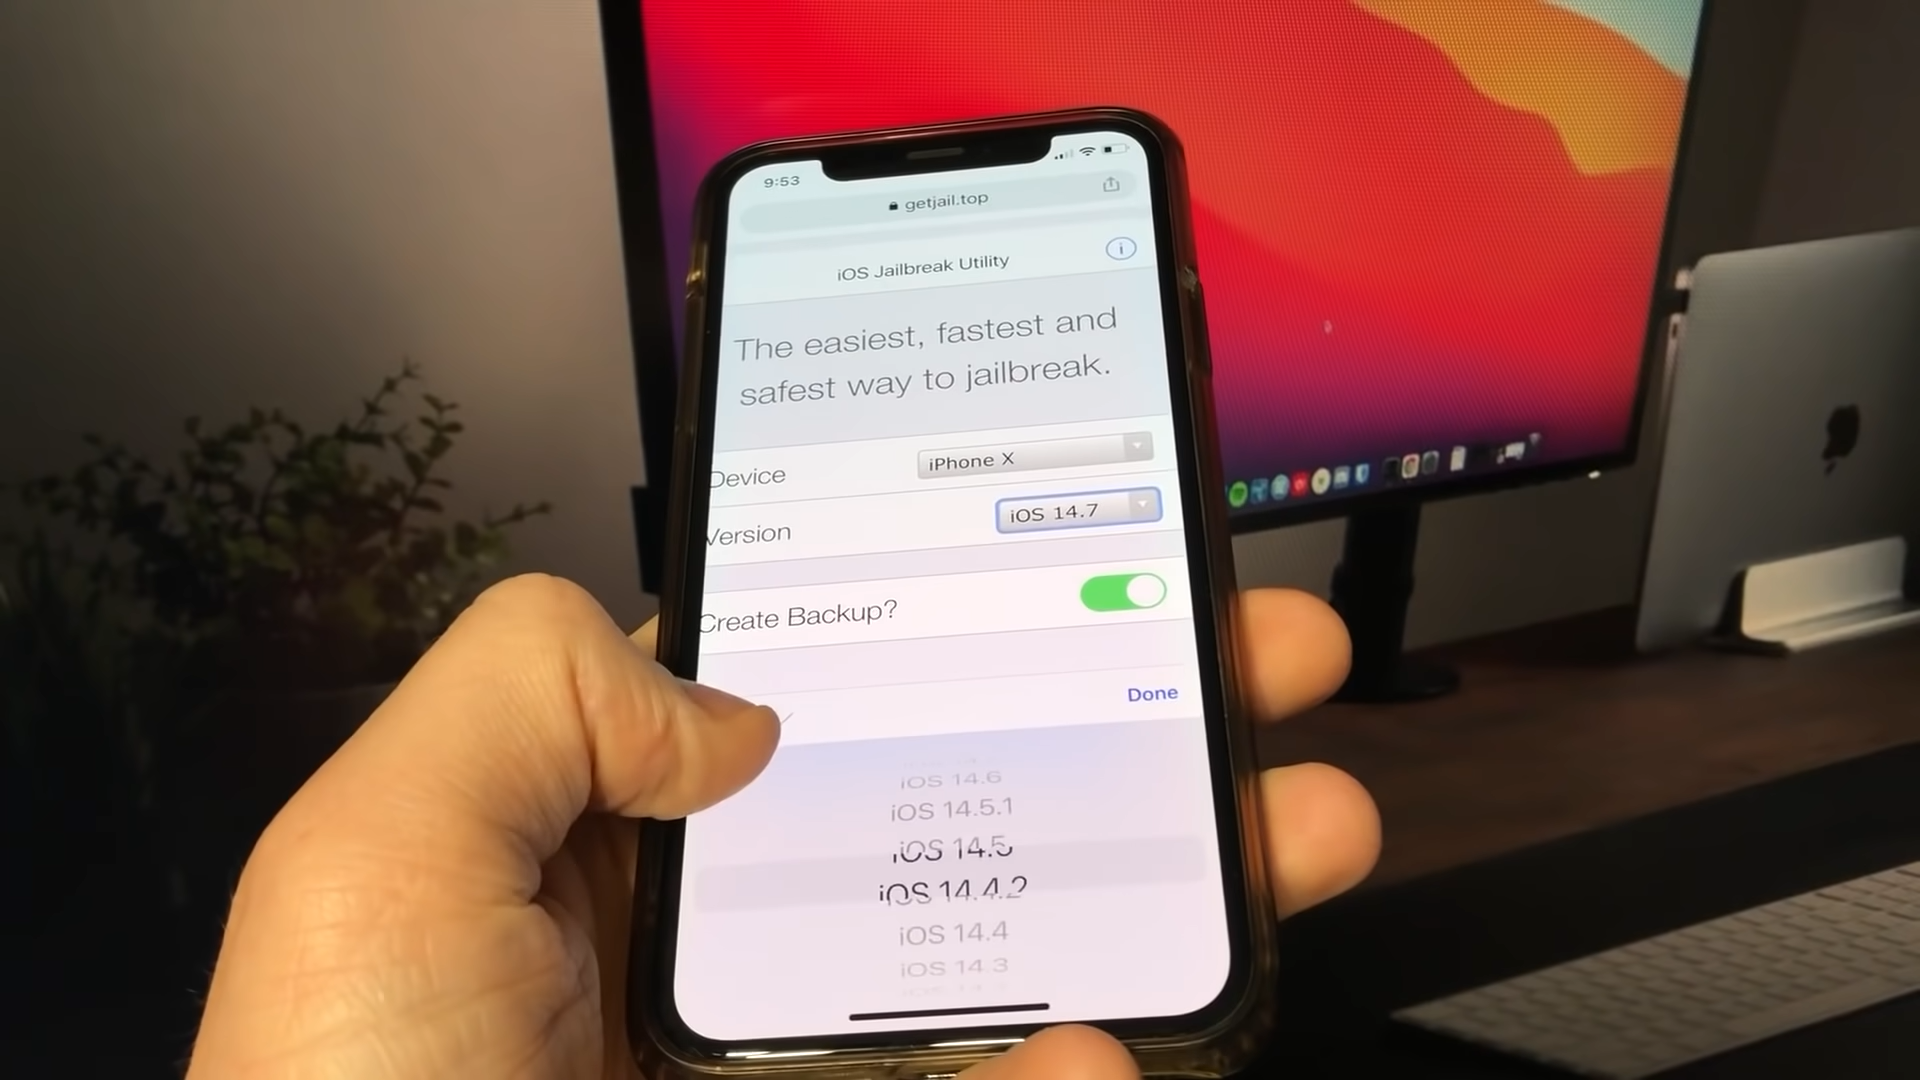 9:53
getjail.top
iOS Jailbreak Utility
The easiest, fastest and
safest way to jailbreak.
Device
iPhone X
Version
iOS 14.7
Create Backup?
Done
iOS 14.6
iOS 14.5.1
iOS 14.5
iOS 14.4.2
iOS 14.4
iOS 14.3